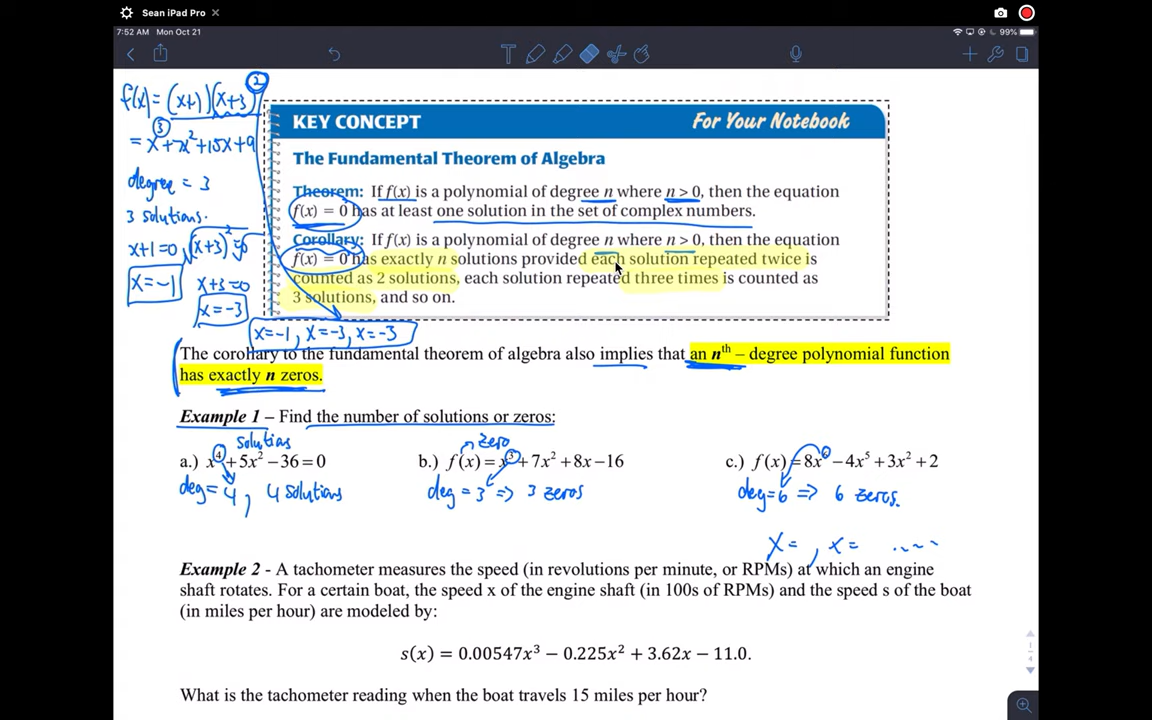 Sean iPad Pro ×
7:52 AM Mon Oct 21
99%
f(x) = (x+1)(x+3)²
= x³+7x²+15x+9
degree = 3
3 solutions.
x+1=0, √(x+3)²=√0
x=-1
x+3=0
x=-3
KEY CONCEPT For Your Notebook
The Fundamental Theorem of Algebra
Theorem: If f(x) is a polynomial of degree n where n > 0, then the equation
f(x) = 0 has at least one solution in the set of complex numbers.
Corollary: If f(x) is a polynomial of degree n where n > 0, then the equation
f(x) = 0 has exactly n solutions provided each solution repeated twice is
counted as 2 solutions, each solution repeated three times is counted as
3 solutions, and so on.
x=-1, x=-3, x=-3
The corollary to the fundamental theorem of algebra also implies that an nth – degree polynomial function
has exactly n zeros.
Example 1 – Find the number of solutions or zeros:
solutions zero
a.) x⁴+5x²−36=0 b.) f(x)=x³+7x²+8x−16 c.) f(x)=8x⁶−4x⁵+3x²+2
deg=4, 4 solutions deg=3 ⇒ 3 zeros deg=6 ⇒ 6 zeros.
x= , x= ....
Example 2 - A tachometer measures the speed (in revolutions per minute, or RPMs) at which an engine
shaft rotates. For a certain boat, the speed x of the engine shaft (in 100s of RPMs) and the speed s of the boat
(in miles per hour) are modeled by:
s(x) = 0.00547x³ − 0.225x² + 3.62x − 11.0.
What is the tachometer reading when the boat travels 15 miles per hour?